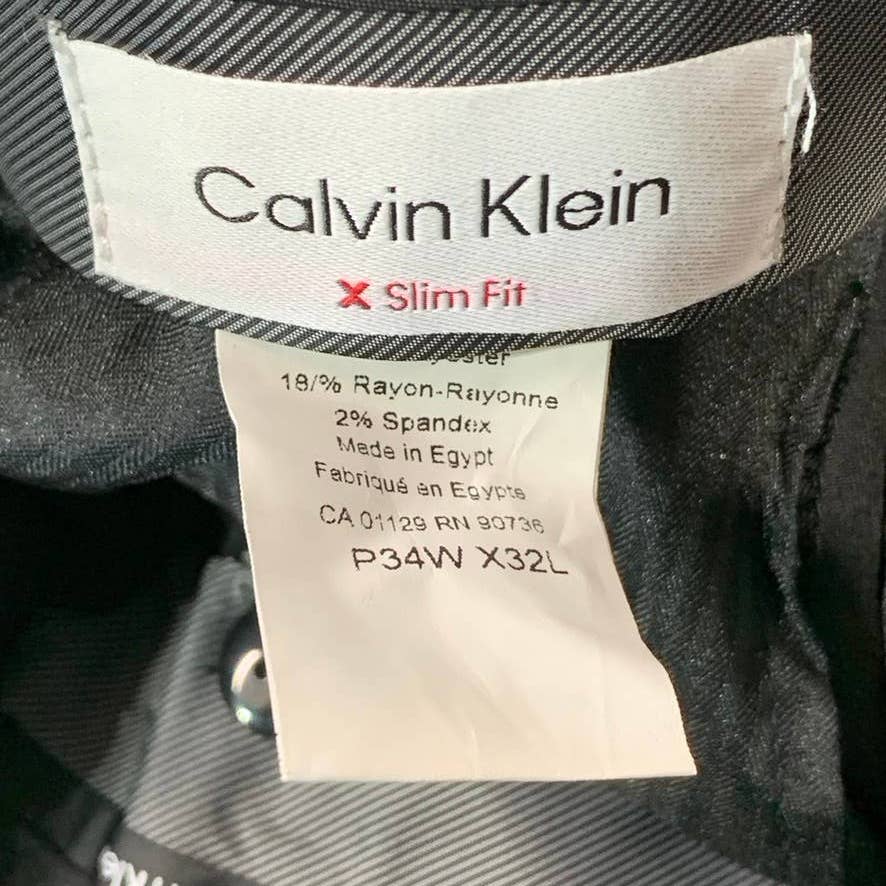 Calvin Klein
X Slim Fit
18/% Rayon-Rayonne
2% Spandex
Made in Egypt
Fabriqué en Egypte
CA 01129 RN 90736
P34W X32L